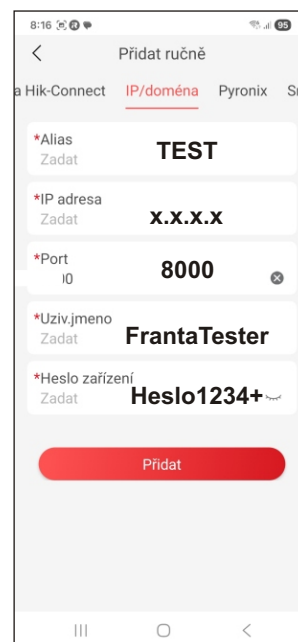 8:16
95
Přidat ručně
a Hik-Connect IP/doména Pyronix
*Alias
Zadat TEST
*IP adresa
Zadat x.x.x.x
*Port
00 8000
*Uziv.jmeno
Zadat FrantaTester
*Heslo zařízení
Zadat Heslo1234+
Přidat